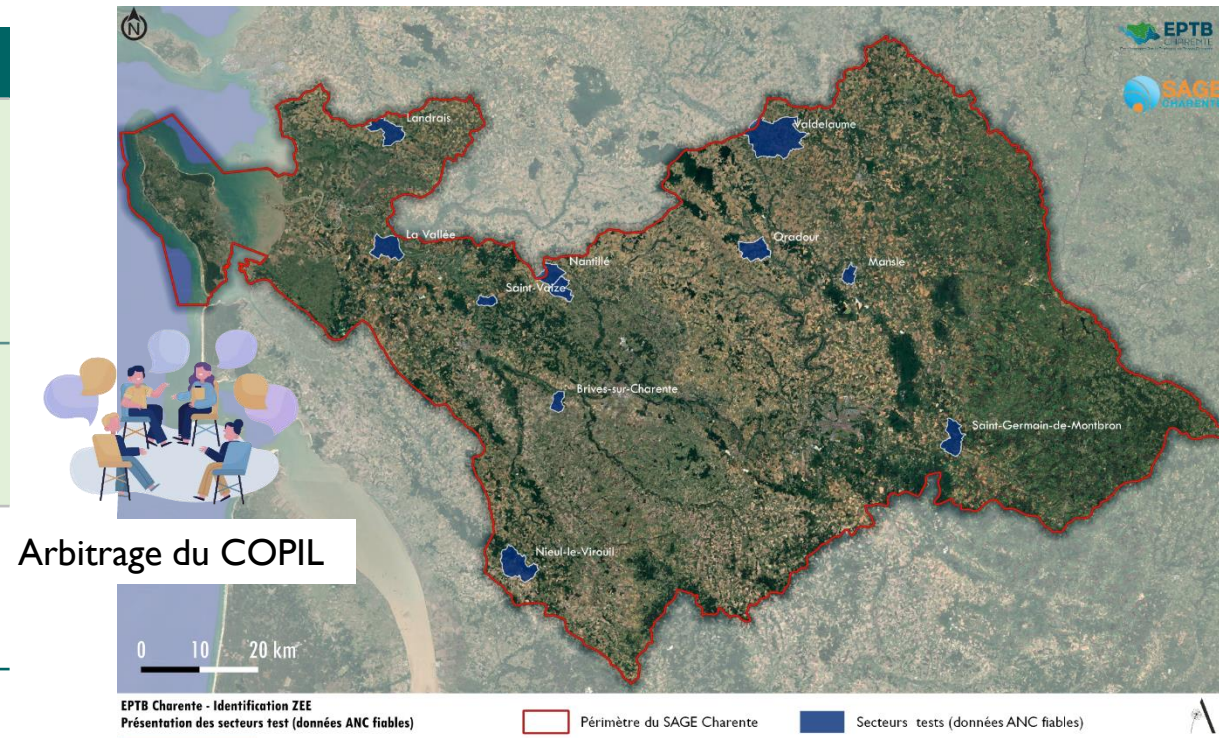 N
EPTB
CHARENTE
SAGE
CHARENTE
Landrais
Valdelaume
La Vallée
Oradour
Nantillé
Mansle
Saint-Vaize
Brives-sur-Charente
Saint-Germain-de-Montbron
Nieul-le-Virouil
Arbitrage du COPIL
0 10 20 km
EPTB Charente - Identification ZEE
Présentation des secteurs test (données ANC fiables)
Périmètre du SAGE Charente
Secteurs tests (données ANC fiables)